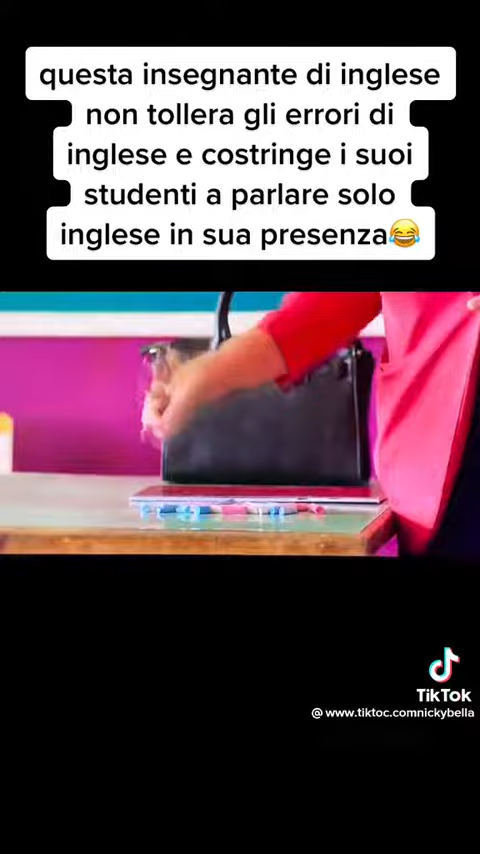 questa insegnante di inglese
non tollera gli errori di
inglese e costringe i suoi
studenti a parlare solo
inglese in sua presenza😂
TikTok
@ www.tiktoc.comnickybella